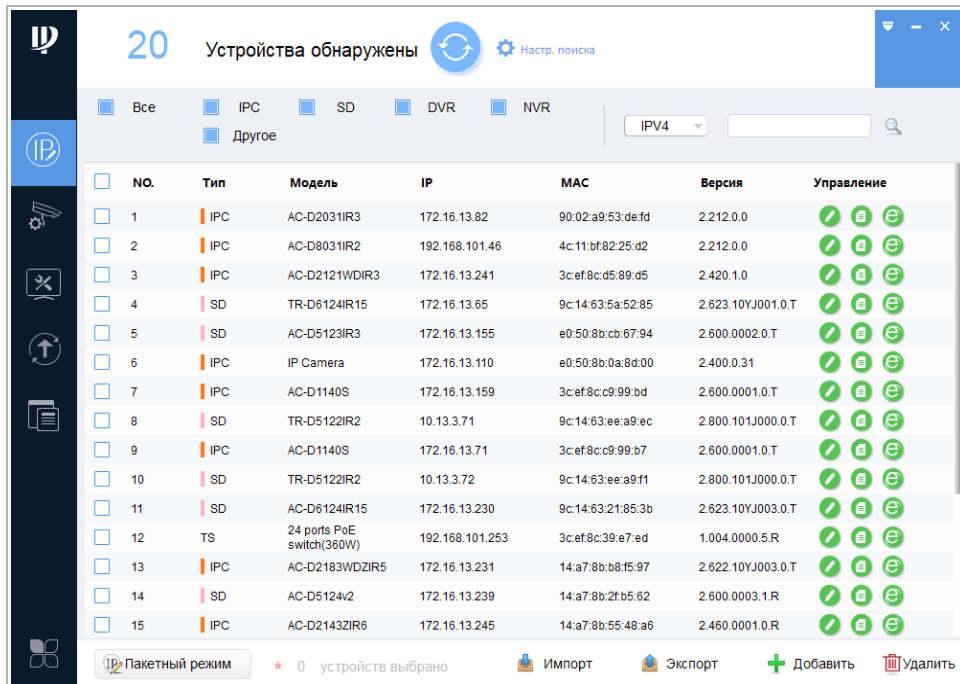 20 Устройства обнаружены Настр. поиска
Все IPC SD DVR NVR
Другое
IPV4
NO. Тип Модель IP MAC Версия Управление
1 IPC AC-D2031IR3 172.16.13.82 90:02:a9:53:de:fd 2.212.0.0
2 IPC AC-D8031IR2 192.168.101.46 4c:11:bf:82:25:d2 2.212.0.0
3 IPC AC-D2121WDIR3 172.16.13.241 3c:ef:8c:d5:89:d5 2.420.1.0
4 SD TR-D6124IR15 172.16.13.65 9c:14:63:5a:52:85 2.623.10YJ001.0.T
5 SD AC-D5123IR3 172.16.13.155 e0:50:8b:cb:67:94 2.600.0002.0.T
6 IPC IP Camera 172.16.13.110 e0:50:8b:0a:8d:00 2.400.0.31
7 IPC AC-D1140S 172.16.13.159 3c:ef:8c:c9:99:bd 2.600.0001.0.T
8 SD TR-D5122IR2 10.13.3.71 9c:14:63:ee:a9:ec 2.800.101J000.0.T
9 IPC AC-D1140S 172.16.13.71 3c:ef:8c:c9:99:b7 2.600.0001.0.T
10 SD TR-D5122IR2 10.13.3.72 9c:14:63:ee:a9:f1 2.800.101J000.0.T
11 SD AC-D6124IR15 172.16.13.230 9c:14:63:21:85:3b 2.623.10YJ003.0.T
12 TS 24 ports PoE switch(360W) 192.168.101.253 3c:ef:8c:39:e7:ed 1.004.0000.5.R
13 IPC AC-D2183WDZIR5 172.16.13.231 14:a7:8b:b8:f5:97 2.622.10YJ003.0.T
14 SD AC-D5124v2 172.16.13.239 14:a7:8b:2f:b5:62 2.600.0003.1.R
15 IPC AC-D2143ZIR6 172.16.13.245 14:a7:8b:55:48:a6 2.460.0001.0.R
IP Пакетный режим * 0 устройств выбрано Импорт Экспорт Добавить Удалить